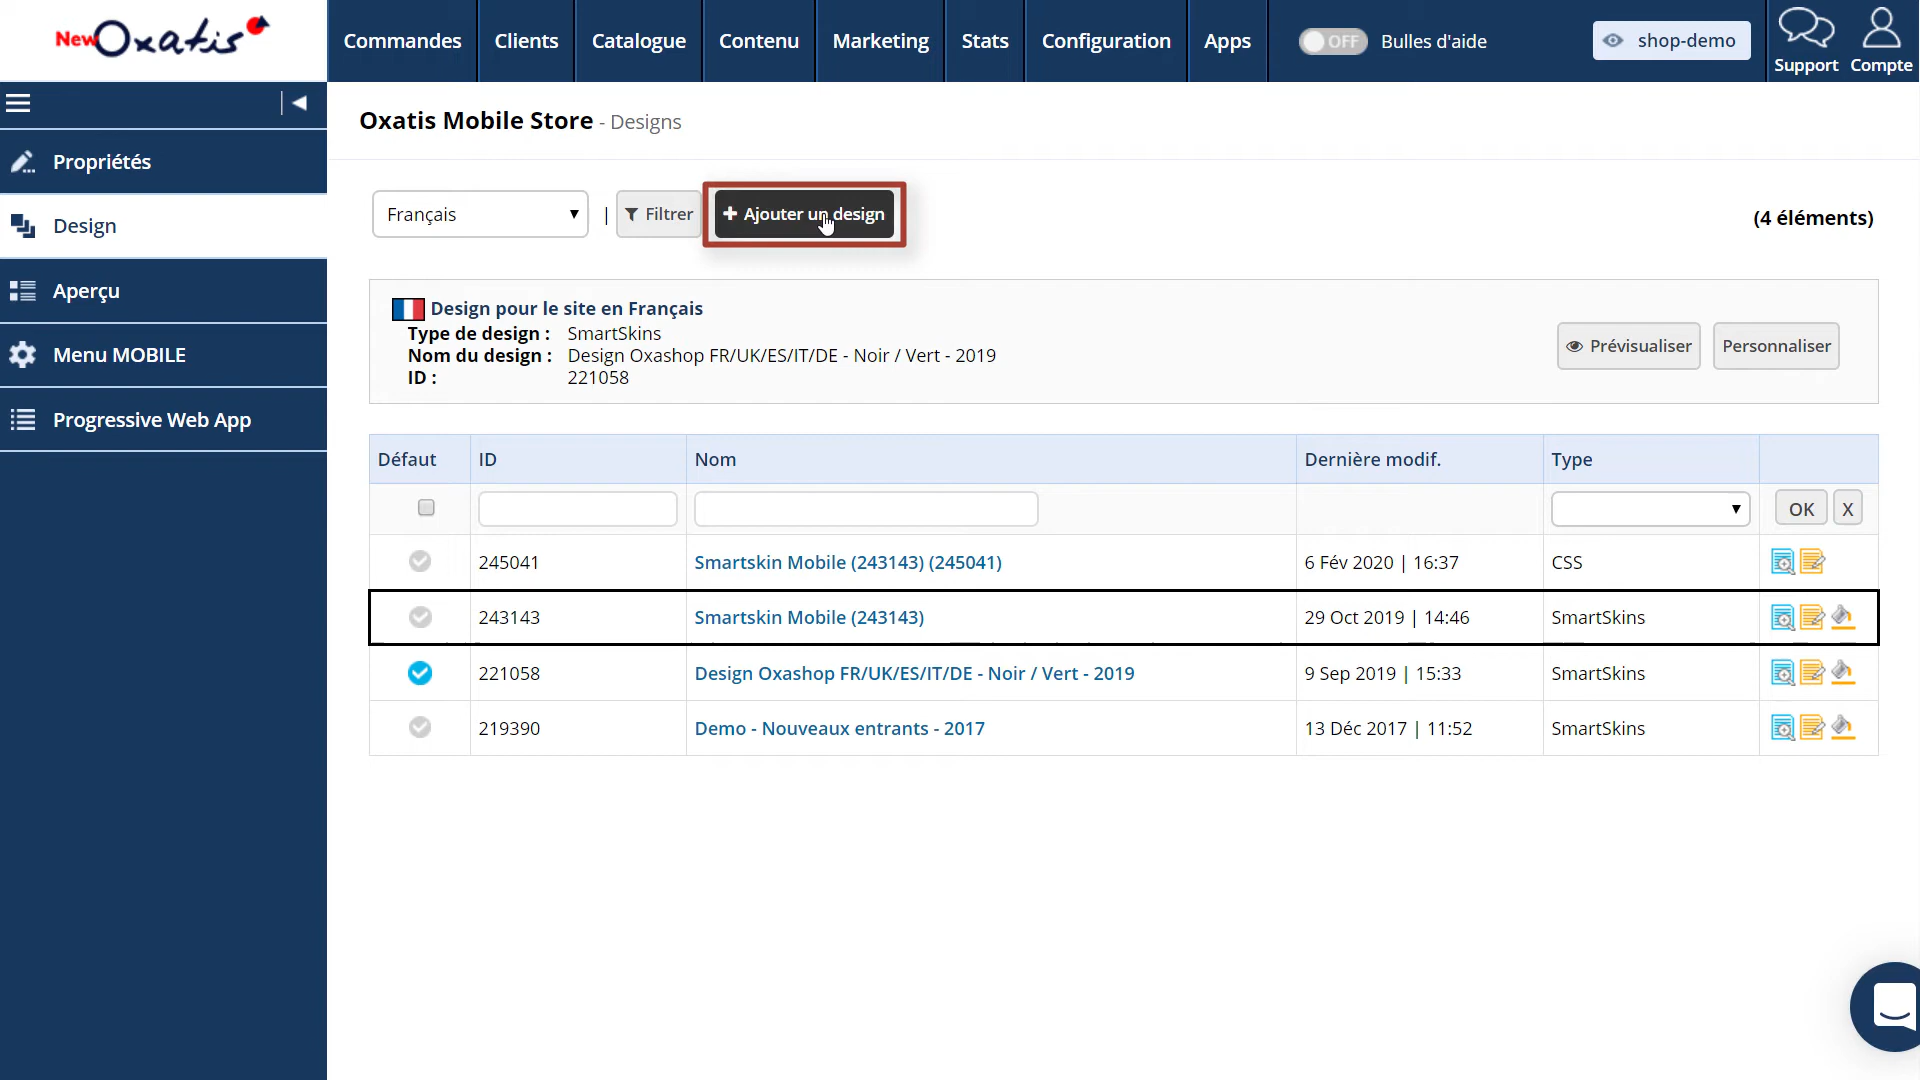 New Oxatis
Commandes
Clients
Catalogue
Contenu
Marketing
Stats
Configuration
Apps
OFF
Bulles d'aide
shop-demo
Support
Compte
Propriétés
Design
Aperçu
Menu MOBILE
Progressive Web App
Oxatis Mobile Store - Designs
Français
|
Filtrer
+ Ajouter un design
(4 éléments)
Design pour le site en Français
Type de design : SmartSkins
Nom du design : Design Oxashop FR/UK/ES/IT/DE - Noir / Vert - 2019
ID : 221058
Prévisualiser
Personnaliser
Défaut ID Nom Dernière modif. Type
OK X
245041 Smartskin Mobile (243143) (245041) 6 Fév 2020 | 16:37 CSS
243143 Smartskin Mobile (243143) 29 Oct 2019 | 14:46 SmartSkins
221058 Design Oxashop FR/UK/ES/IT/DE - Noir / Vert - 2019 9 Sep 2019 | 15:33 SmartSkins
219390 Demo - Nouveaux entrants - 2017 13 Déc 2017 | 11:52 SmartSkins